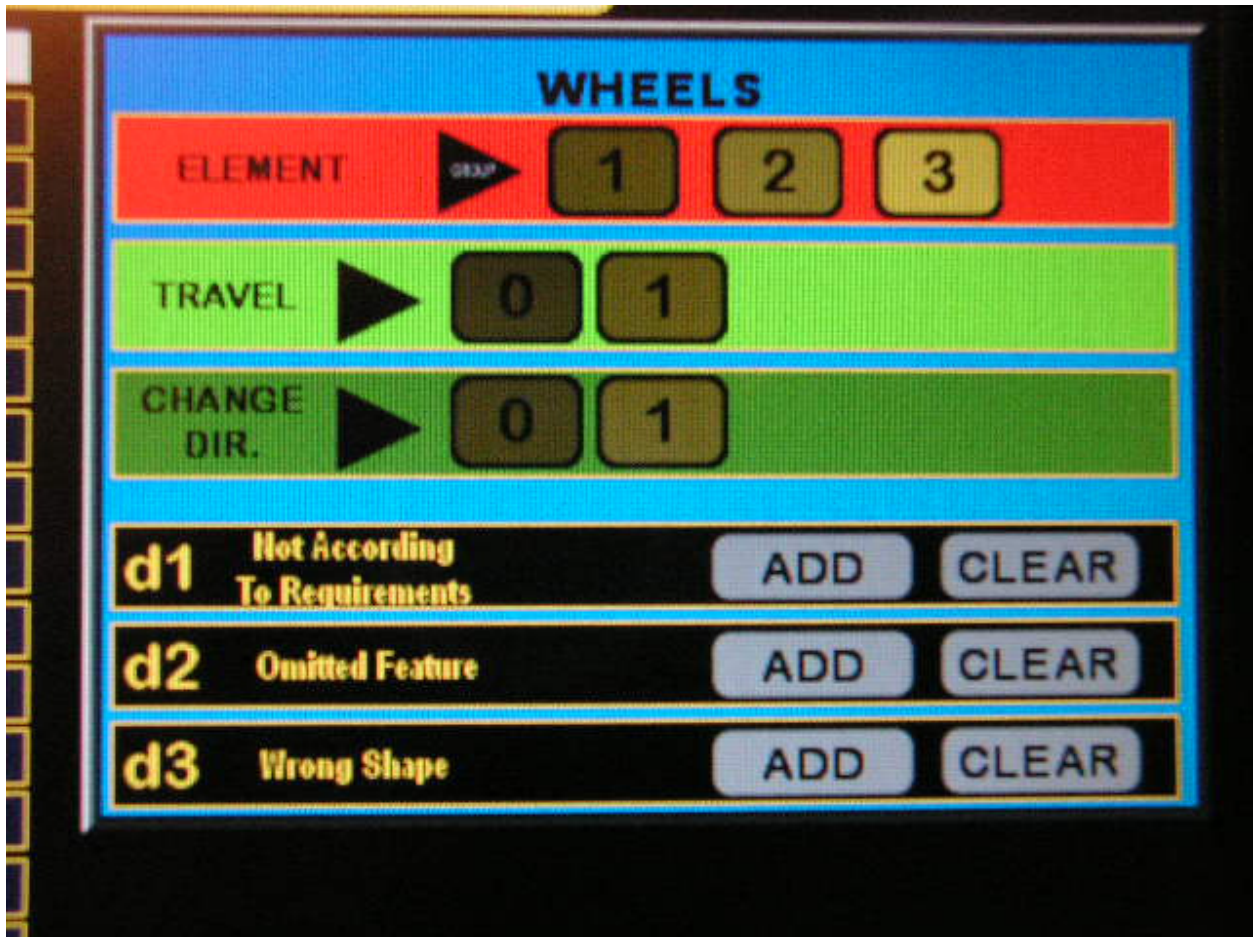 WHEELS
ELEMENT GROUP 1 2 3
TRAVEL 0 1
CHANGE
DIR. 0 1
d1 Not According
To Requirements ADD CLEAR
d2 Omitted Feature ADD CLEAR
d3 Wrong Shape ADD CLEAR